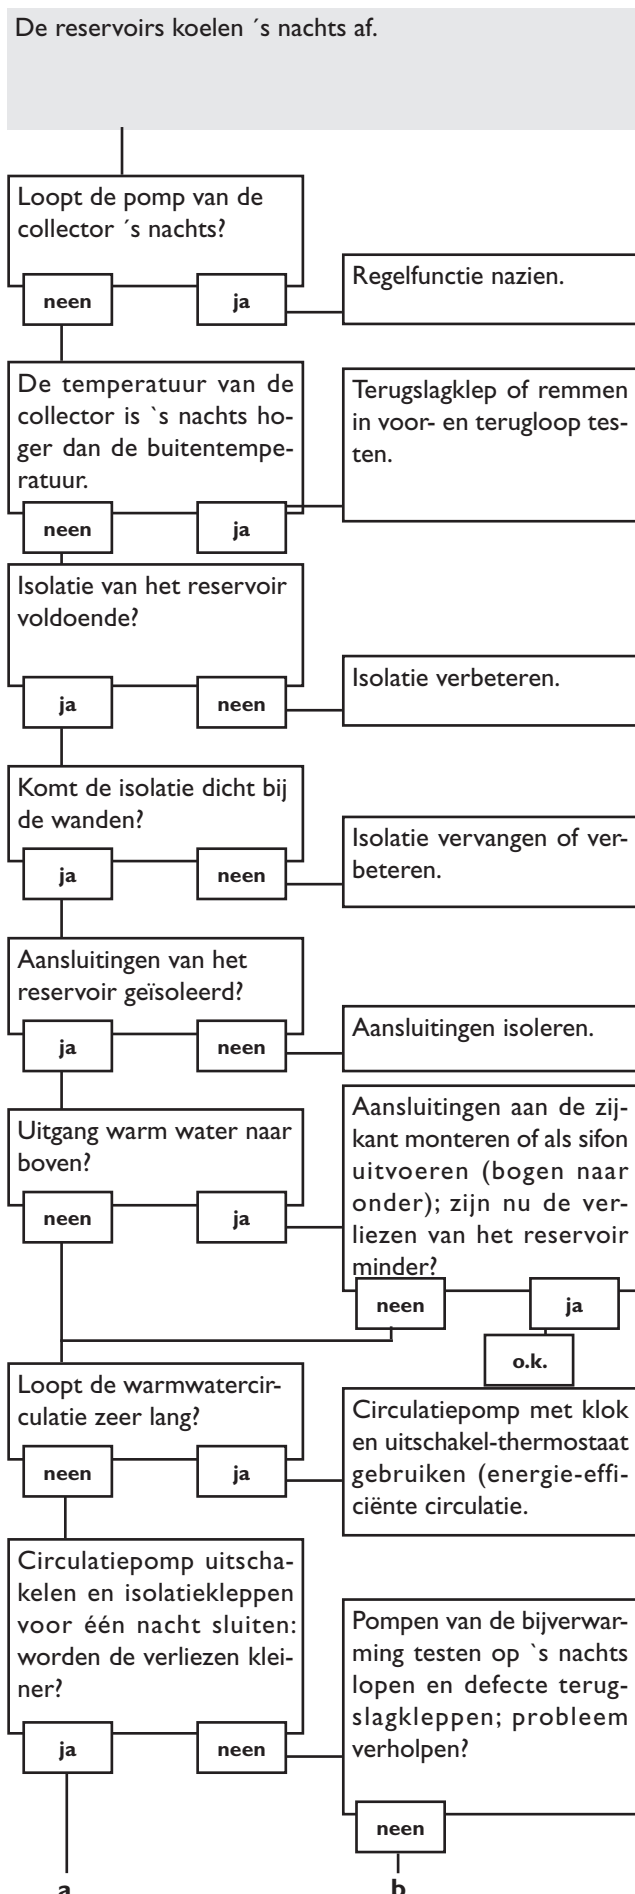 De reservoirs koelen ´s nachts af.
Loopt de pomp van de
collector ´s nachts?
neen
ja
Regelfunctie nazien.
De temperatuur van de
collector is `s nachts ho-
ger dan de buitentempe-
ratuur.
neen
ja
Terugslagklep of remmen
in voor- en terugloop tes-
ten.
Isolatie van het reservoir
voldoende?
ja
neen
Isolatie verbeteren.
Komt de isolatie dicht bij
de wanden?
ja
neen
Isolatie vervangen of ver-
beteren.
Aansluitingen van het
reservoir geïsoleerd?
ja
neen
Aansluitingen isoleren.
Uitgang warm water naar
boven?
neen
ja
Aansluitingen aan de zij-
kant monteren of als sifon
uitvoeren (bogen naar
onder); zijn nu de ver-
liezen van het reservoir
minder?
neen
ja
o.k.
Loopt de warmwatercir-
culatie zeer lang?
neen
ja
Circulatiepomp met klok
en uitschakel-thermostaat
gebruiken (energie-effi-
ciënte circulatie.
Circulatiepomp uitscha-
kelen en isolatiekleppen
voor één nacht sluiten:
worden de verliezen klei-
ner?
ja
neen
Pompen van de bijverwar-
ming testen op `s nachts
lopen en defecte terug-
slagkleppen; probleem
verholpen?
neen
a
b